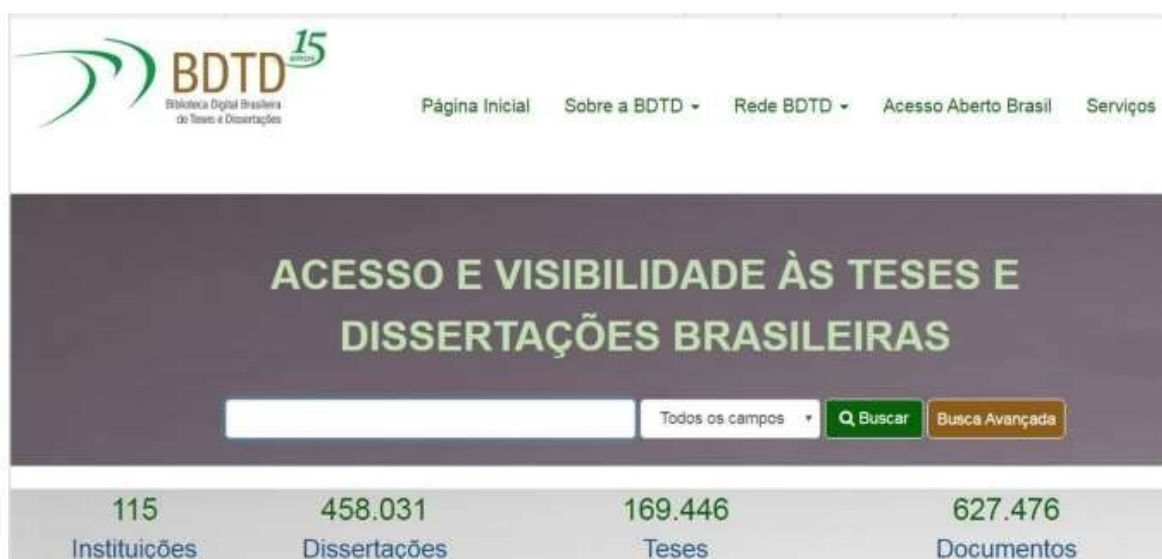 15
BDTD
Biblioteca Digital Brasileira
de Teses e Dissertações
Página Inicial Sobre a BDTD Rede BDTD Acesso Aberto Brasil Serviços
ACESSO E VISIBILIDADE ÀS TESES E
DISSERTAÇÕES BRASILEIRAS
Todos os campos Buscar Busca Avançada
115 458.031 169.446 627.476
Instituições Dissertações Teses Documentos